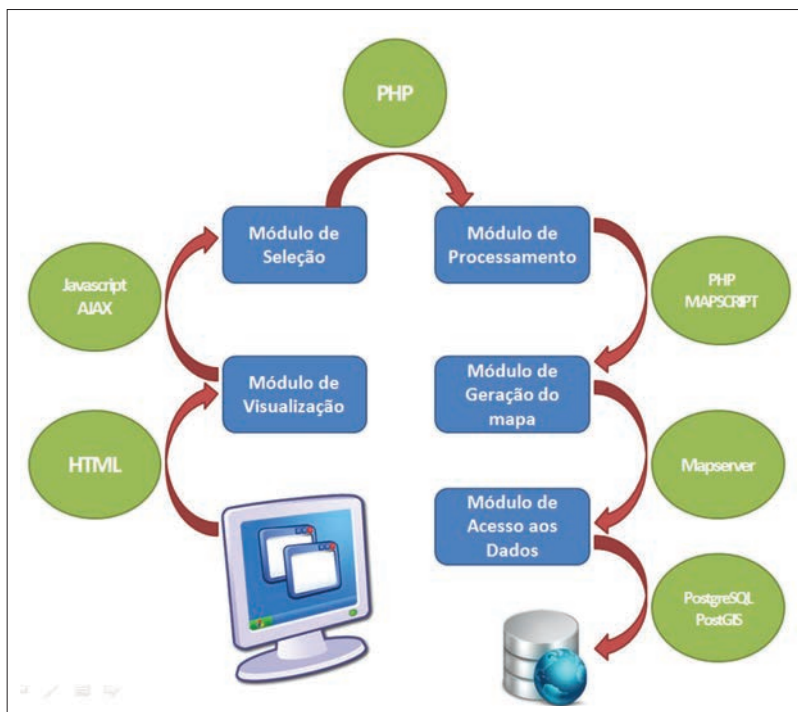 PHP
Módulo de
Seleção
Módulo de
Processamento
Javascript
AJAX
PHP
MAPSCRIPT
Módulo de
Visualização
Módulo de
Geração do
mapa
HTML
Mapserver
Módulo de
Acesso aos
Dados
PostgreSQL
PostGIS